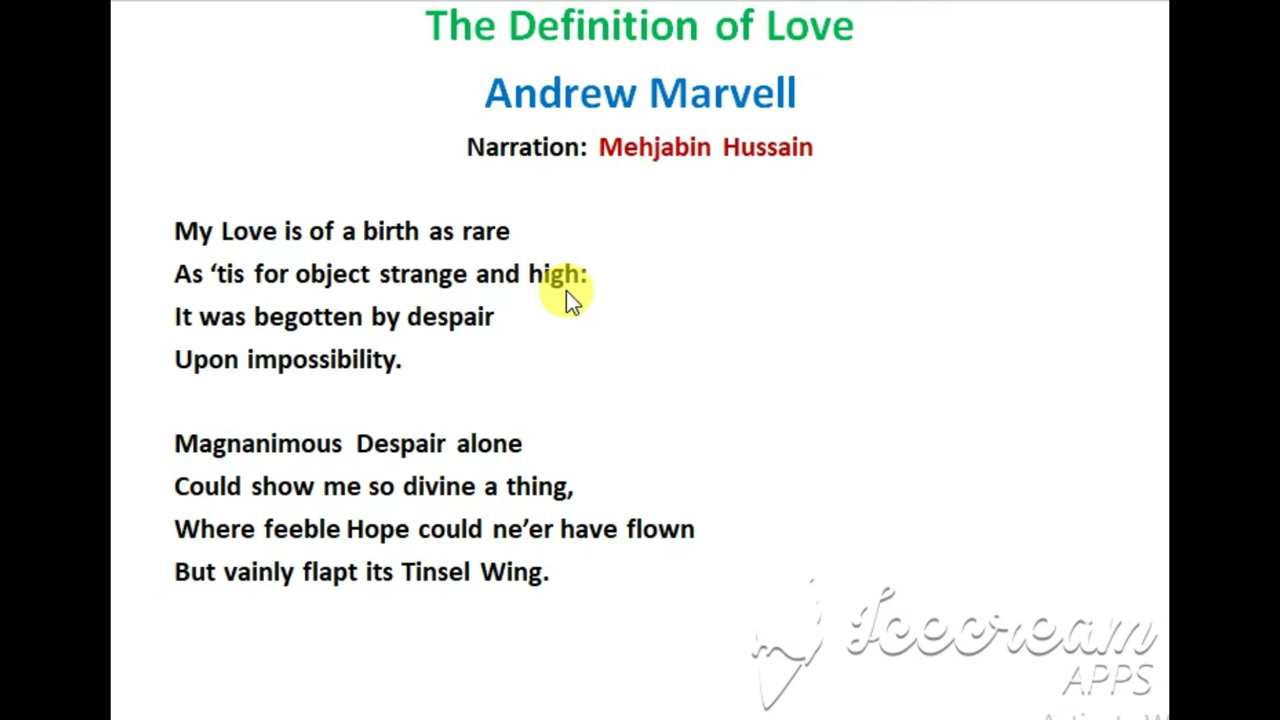 The Definition of Love
Andrew Marvell
Narration: Mehjabin Hussain
My Love is of a birth as rare
As ‘tis for object strange and high:
It was begotten by despair
Upon impossibility.
Magnanimous Despair alone
Could show me so divine a thing,
Where feeble Hope could ne’er have flown
But vainly flapt its Tinsel Wing.
Icecream
APPS